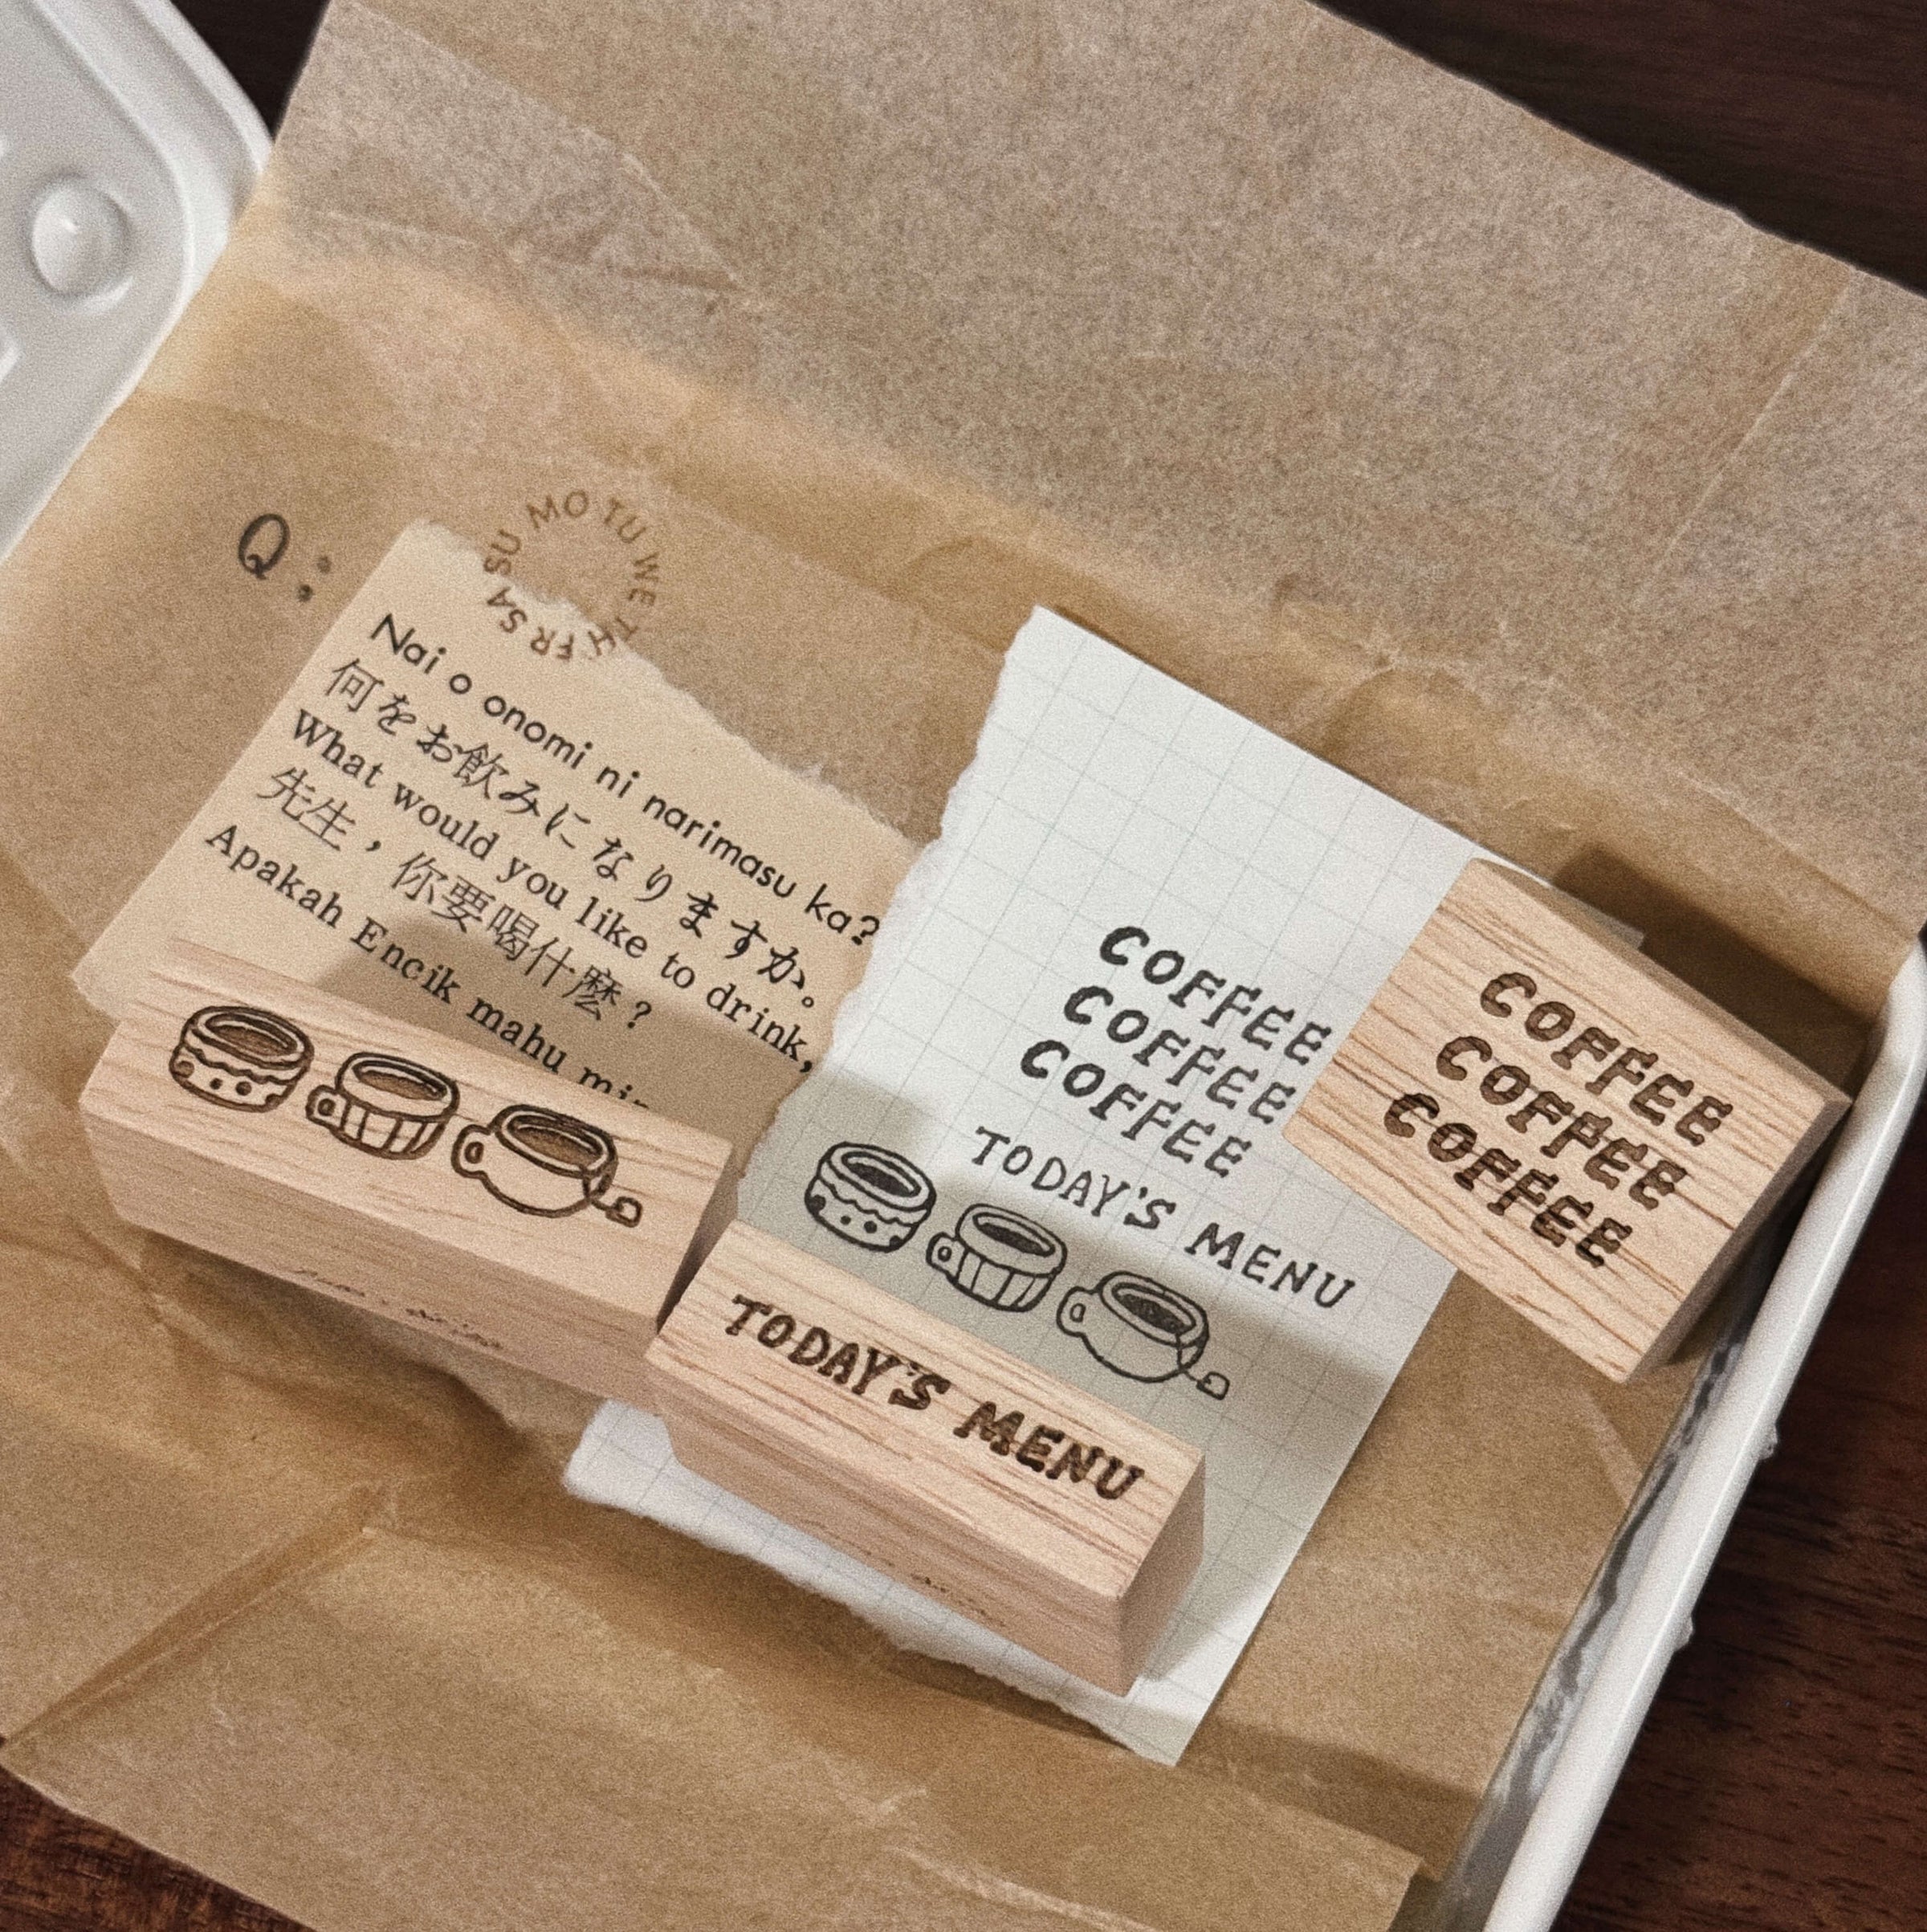 Q:
SU MO TU WE TH FR SA
Nai o onomi ni narimasu ka?
何をお飲みになりますか。
What would you like to drink,
先生，你要喝什麽？
Apakah Encik mahu
COFFEE
COFFEE
COFFEE
TODAY'S MENU
COFFEE
COFFEE
COFFEE
TODAY'S MENU